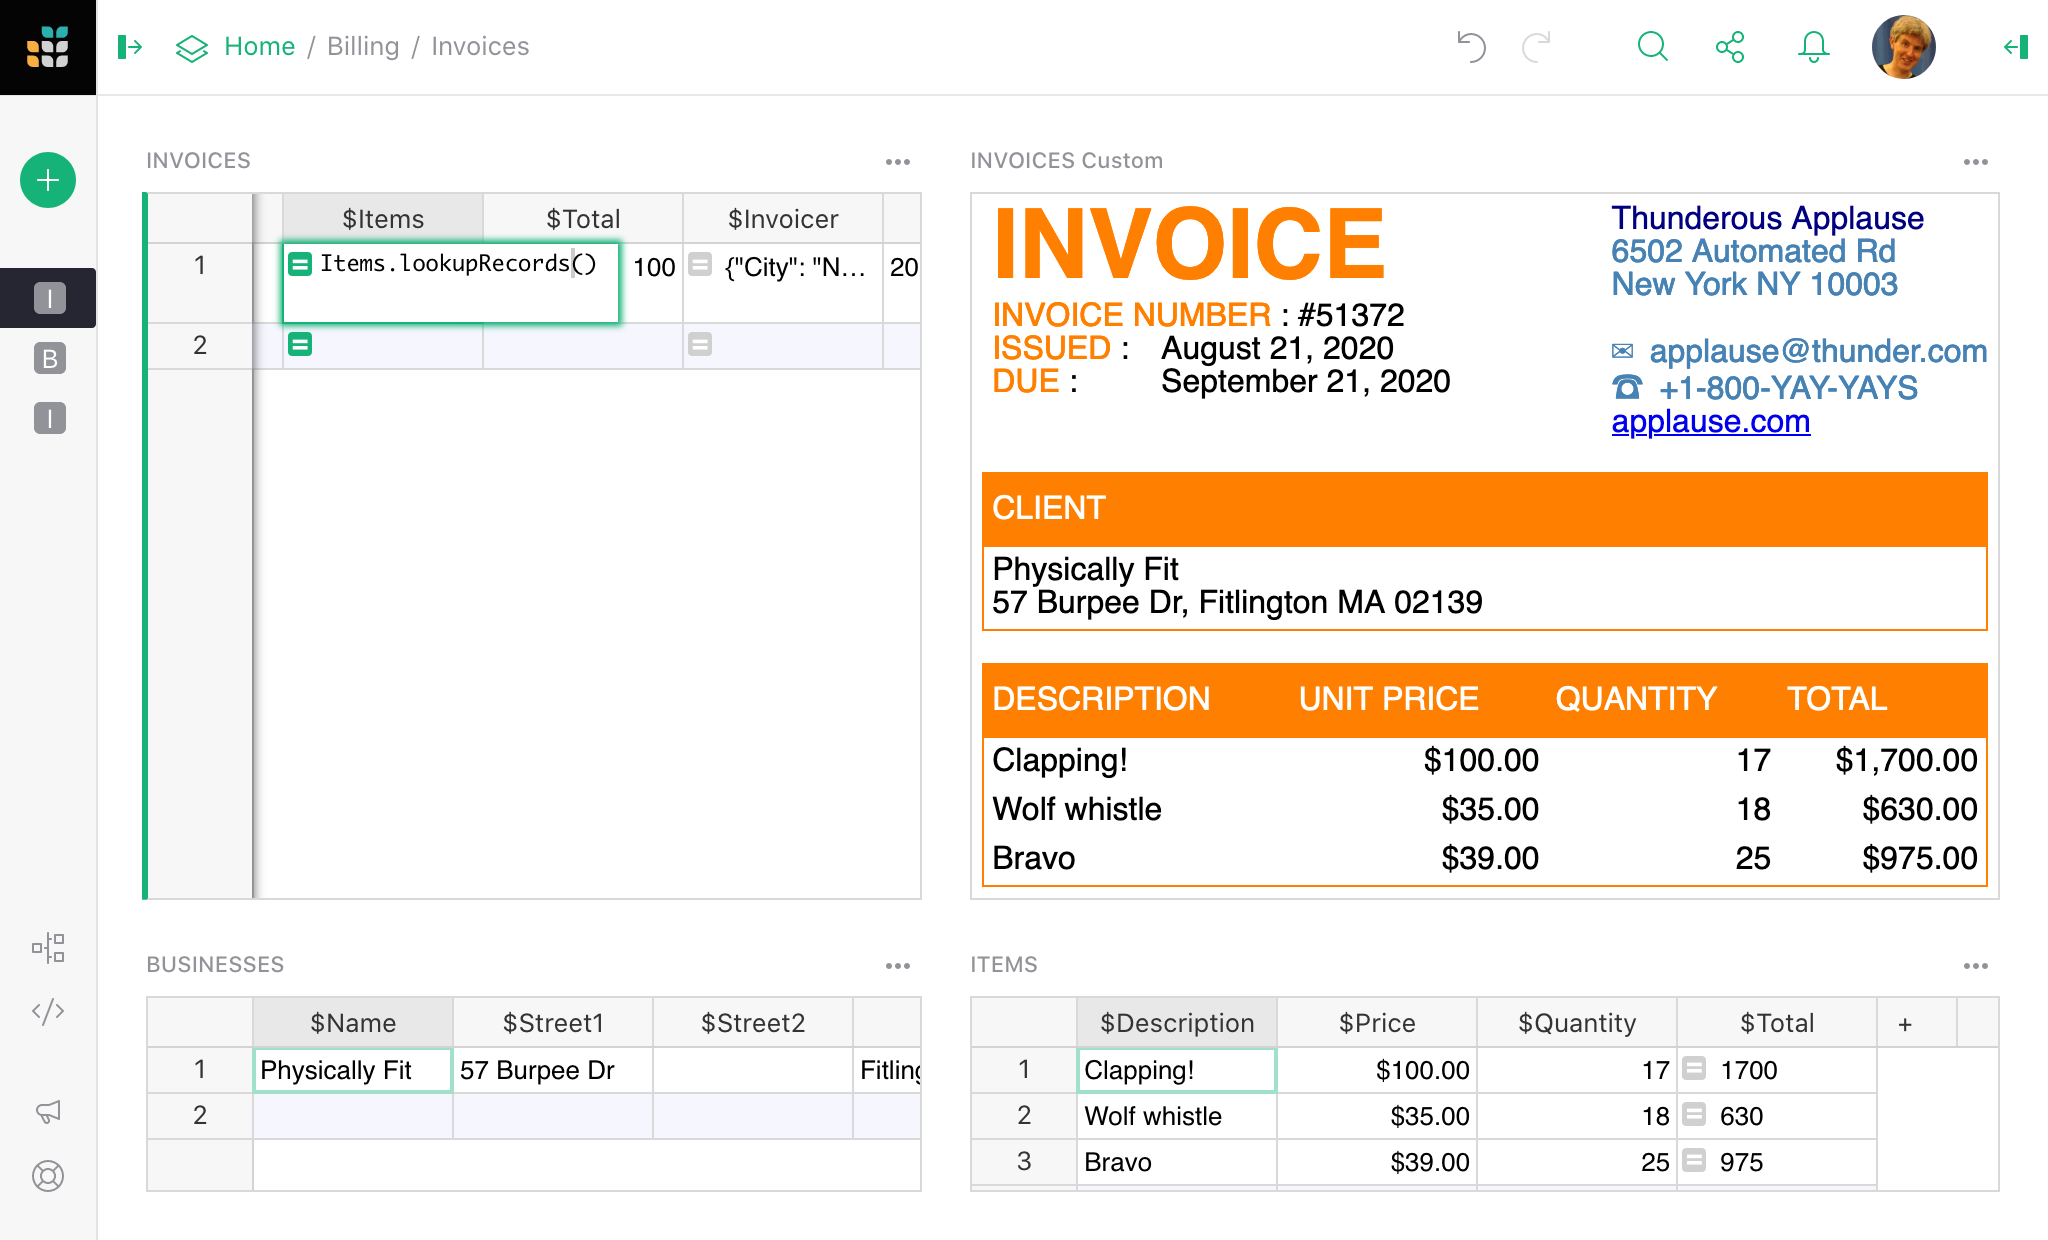 Home / Billing / Invoices
I
B
I
INVOICES
$Items $Total $Invoicer
1 Items.lookupRecords() 100 {"City": "N... 20
2
INVOICES Custom
INVOICE
INVOICE NUMBER : #51372
ISSUED : August 21, 2020
DUE : September 21, 2020
Thunderous Applause
6502 Automated Rd
New York NY 10003
✉ applause@thunder.com
☎ +1-800-YAY-YAYS
applause.com
CLIENT
Physically Fit
57 Burpee Dr, Fitlington MA 02139
DESCRIPTION UNIT PRICE QUANTITY TOTAL
Clapping! $100.00 17 $1,700.00
Wolf whistle $35.00 18 $630.00
Bravo $39.00 25 $975.00
BUSINESSES
$Name $Street1 $Street2
1 Physically Fit 57 Burpee Dr Fitling
2
ITEMS
$Description $Price $Quantity $Total +
1 Clapping! $100.00 17 1700
2 Wolf whistle $35.00 18 630
3 Bravo $39.00 25 975